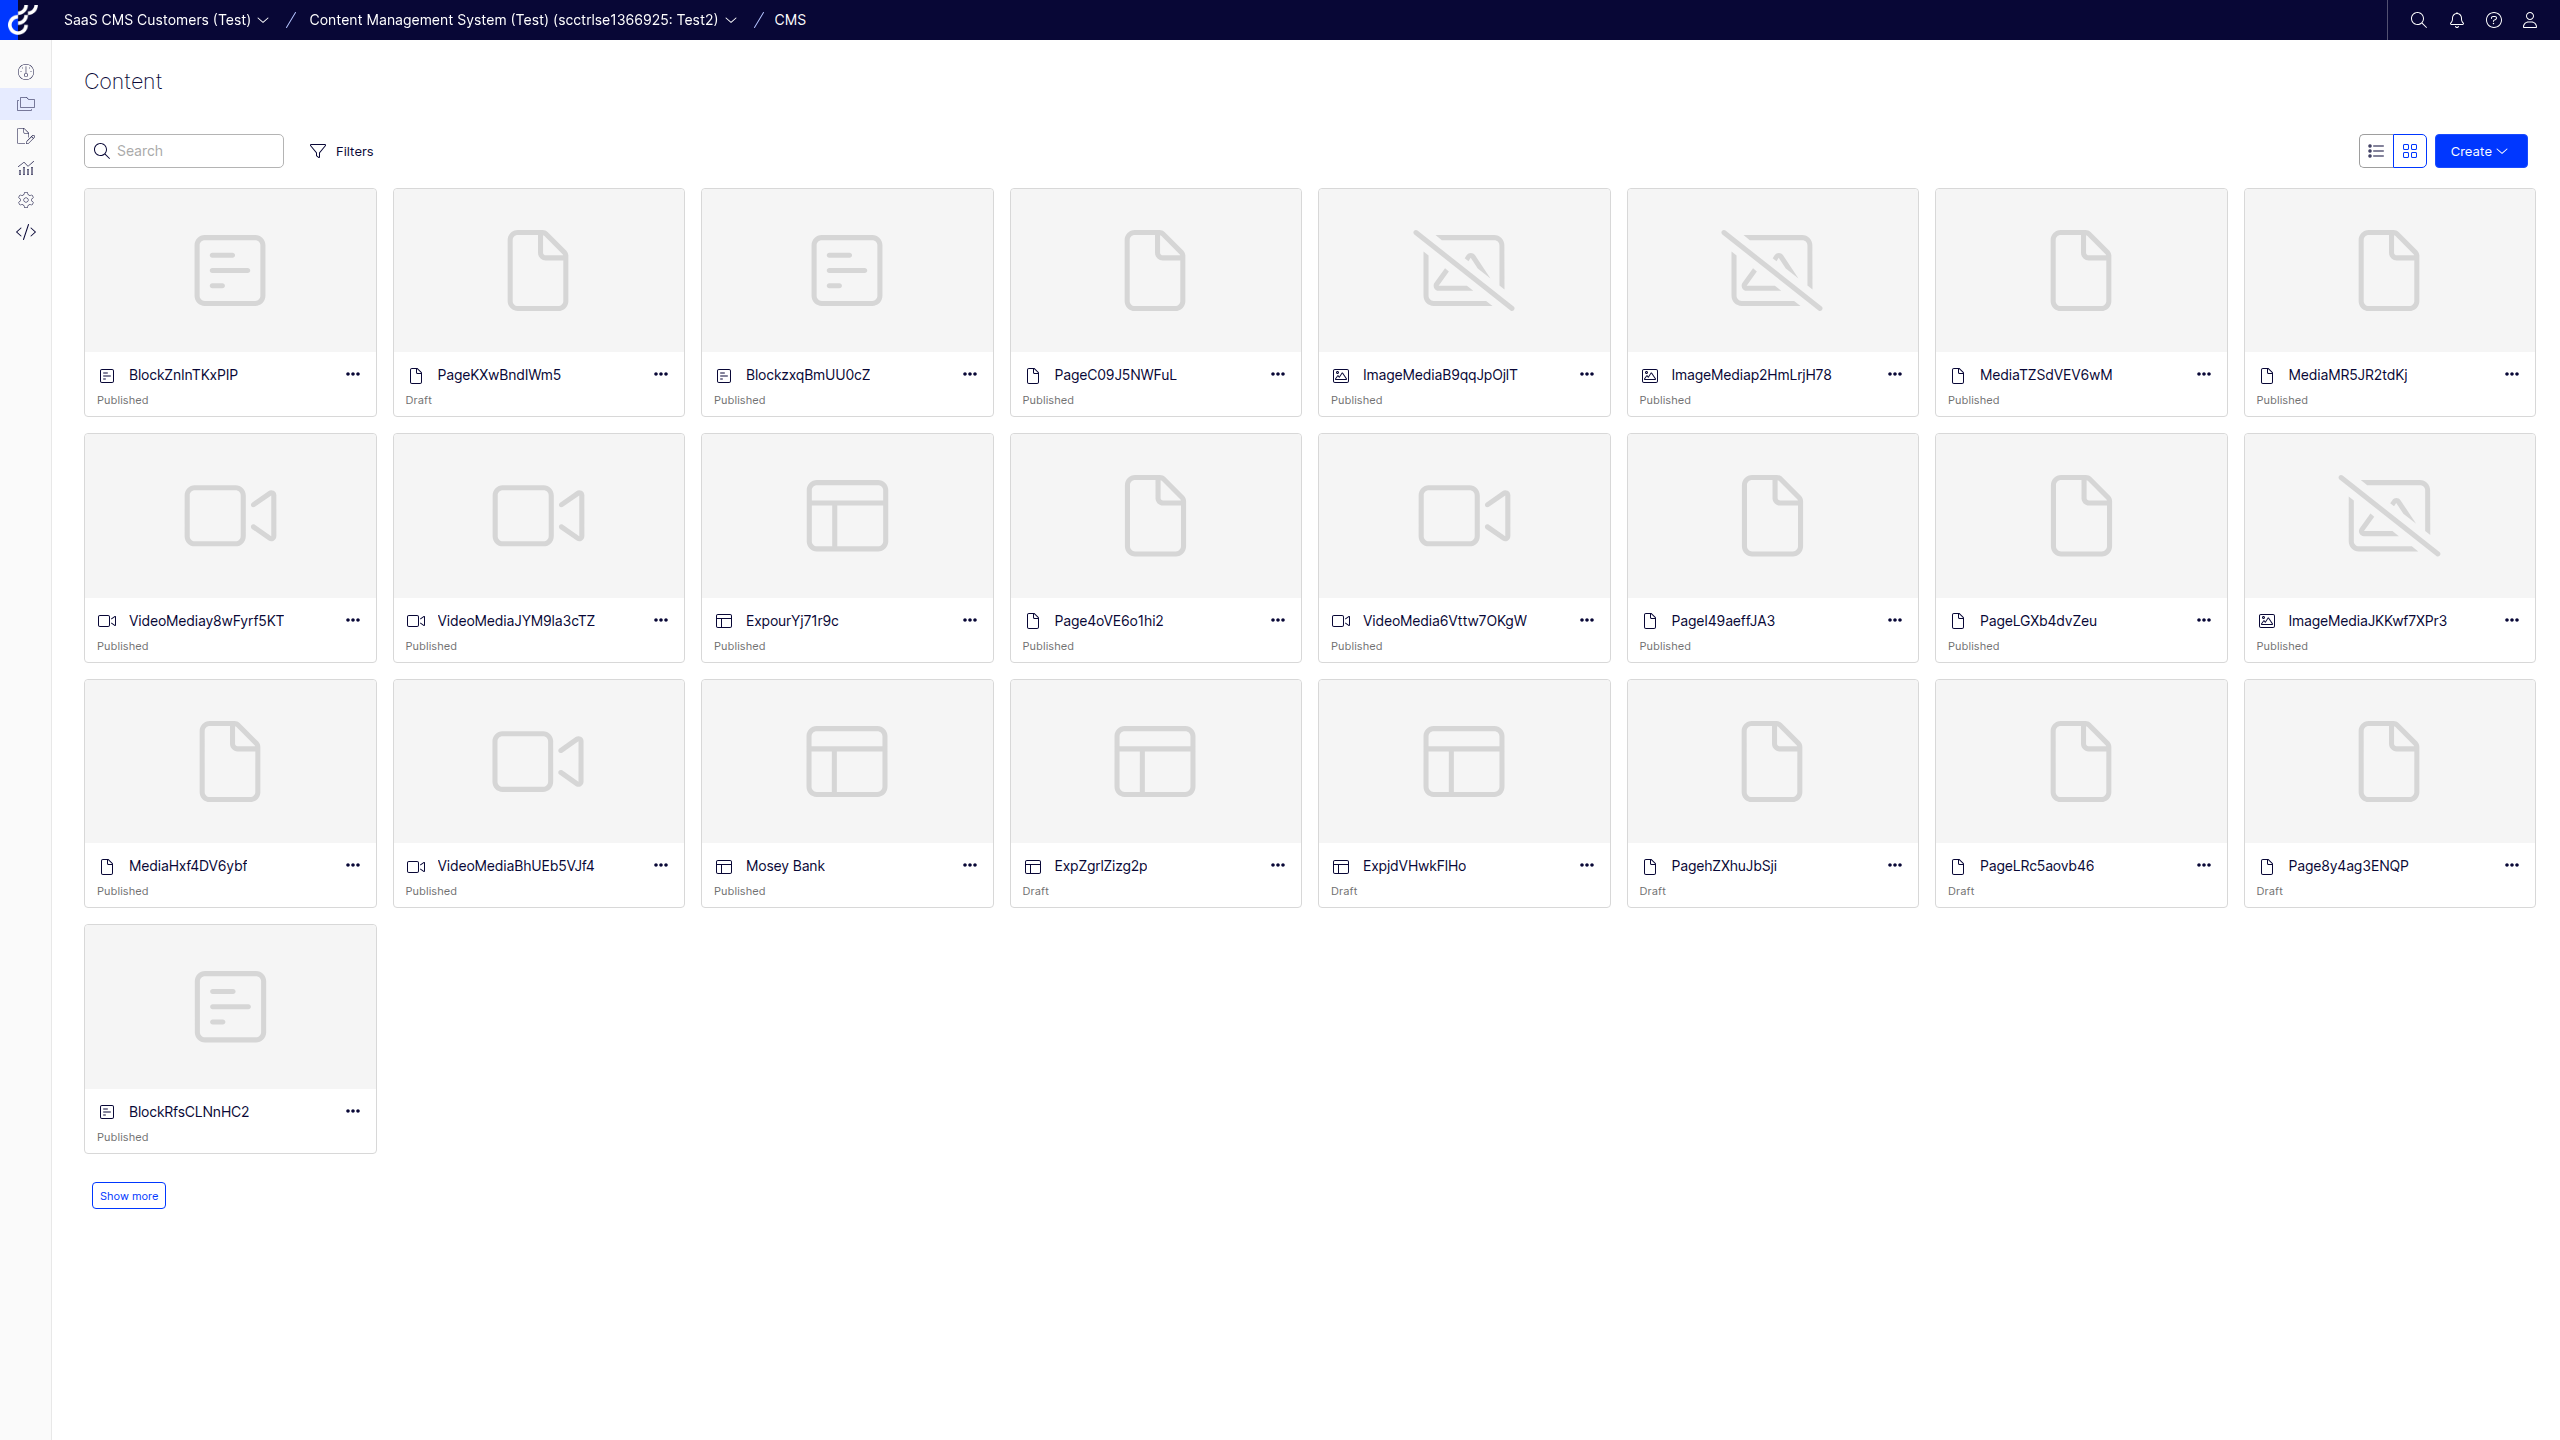 SaaS CMS Customers (Test) / Content Management System (Test) (scctrlse1366925: Test2) / CMS
Content
Search
Filters
Create
BlockZnInTKxPIP
Published
PageKXwBndlWm5
Draft
BlockzxqBmUU0cZ
Published
PageC09J5NWFuL
Published
ImageMediaB9qqJpOjlT
Published
ImageMediap2HmLrjH78
Published
MediaTZSdVEV6wM
Published
MediaMR5JR2tdKj
Published
VideoMediay8wFyrf5KT
Published
VideoMediaJYM9la3cTZ
Published
ExpourYj71r9c
Published
Page4oVE6o1hi2
Published
VideoMedia6Vttw7OKgW
Published
PageI49aeffJA3
Published
PageLGXb4dvZeu
Published
ImageMediaJKKwf7XPr3
Published
MediaHxf4DV6ybf
Published
VideoMediaBhUEb5VJf4
Published
Mosey Bank
Published
ExpZgrlZizg2p
Draft
ExpjdVHwkFlHo
Draft
PagehZXhuJbSji
Draft
PageLRc5aovb46
Draft
Page8y4ag3ENQP
Draft
BlockRfsCLNnHC2
Published
Show more